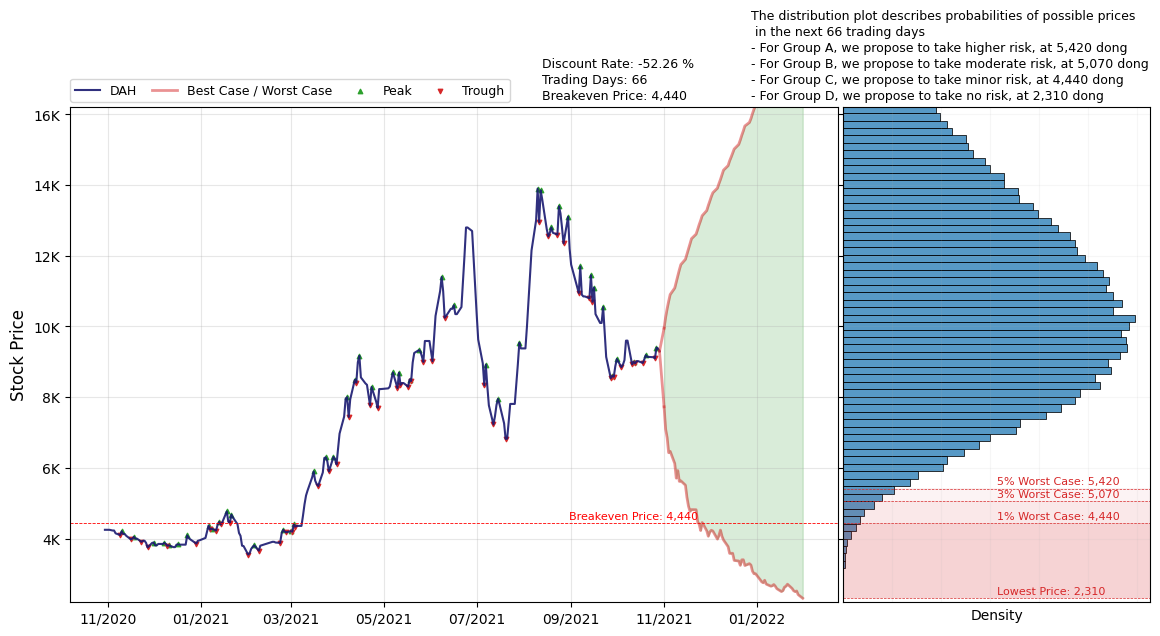 The distribution plot describes probabilities of possible prices
in the next 66 trading days
- For Group A, we propose to take higher risk, at 5,420 dong
- For Group B, we propose to take moderate risk, at 5,070 dong
- For Group C, we propose to take minor risk, at 4,440 dong
- For Group D, we propose to take no risk, at 2,310 dong
Discount Rate: -52.26 %
Trading Days: 66
Breakeven Price: 4,440
DAH
Best Case / Worst Case
Peak
Trough
Stock Price
16K
14K
12K
10K
8K
6K
4K
Breakeven Price: 4,440
11/2020
01/2021
03/2021
05/2021
07/2021
09/2021
11/2021
01/2022
5% Worst Case: 5,420
3% Worst Case: 5,070
1% Worst Case: 4,440
Lowest Price: 2,310
Density